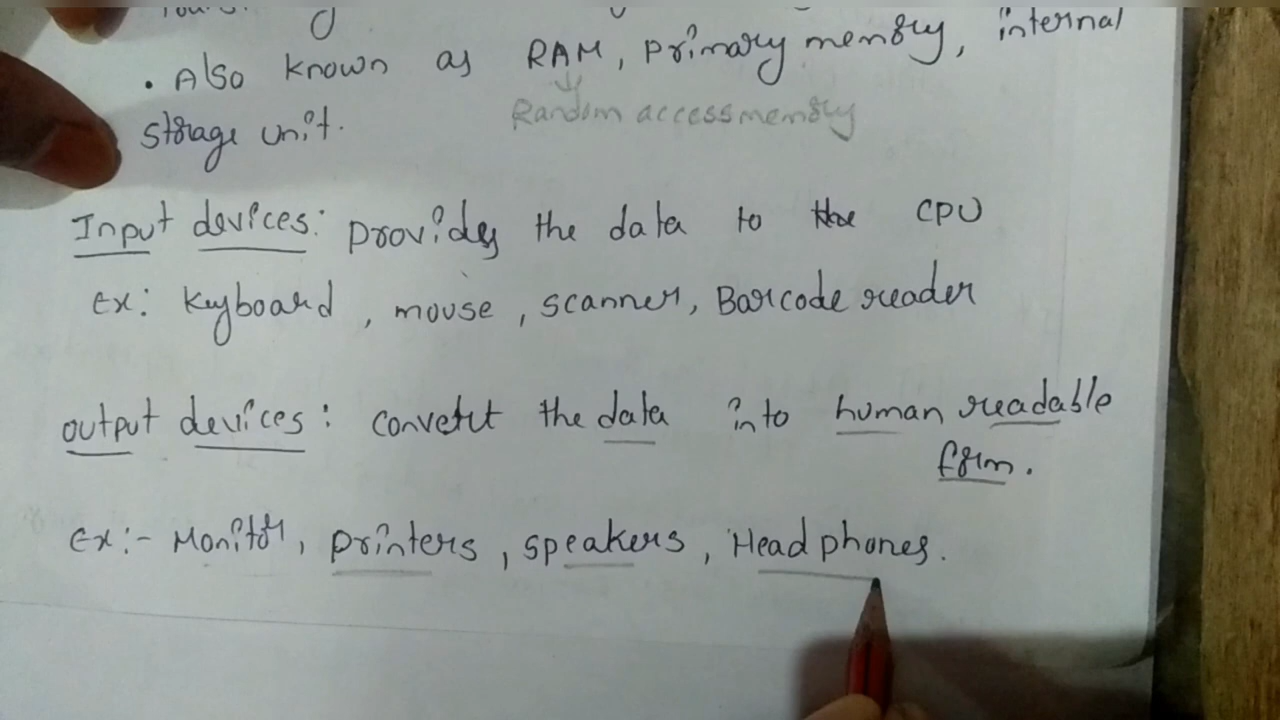 • Also known as RAM, primary memory, internal
Random access memory
storage unit.
Input devices: provides the data to the CPU
Ex: Keyboard, mouse, scanner, Barcode reader
output devices: convert the data into human readable
form.
Ex:- Monitor, printers, speakers, Headphones.